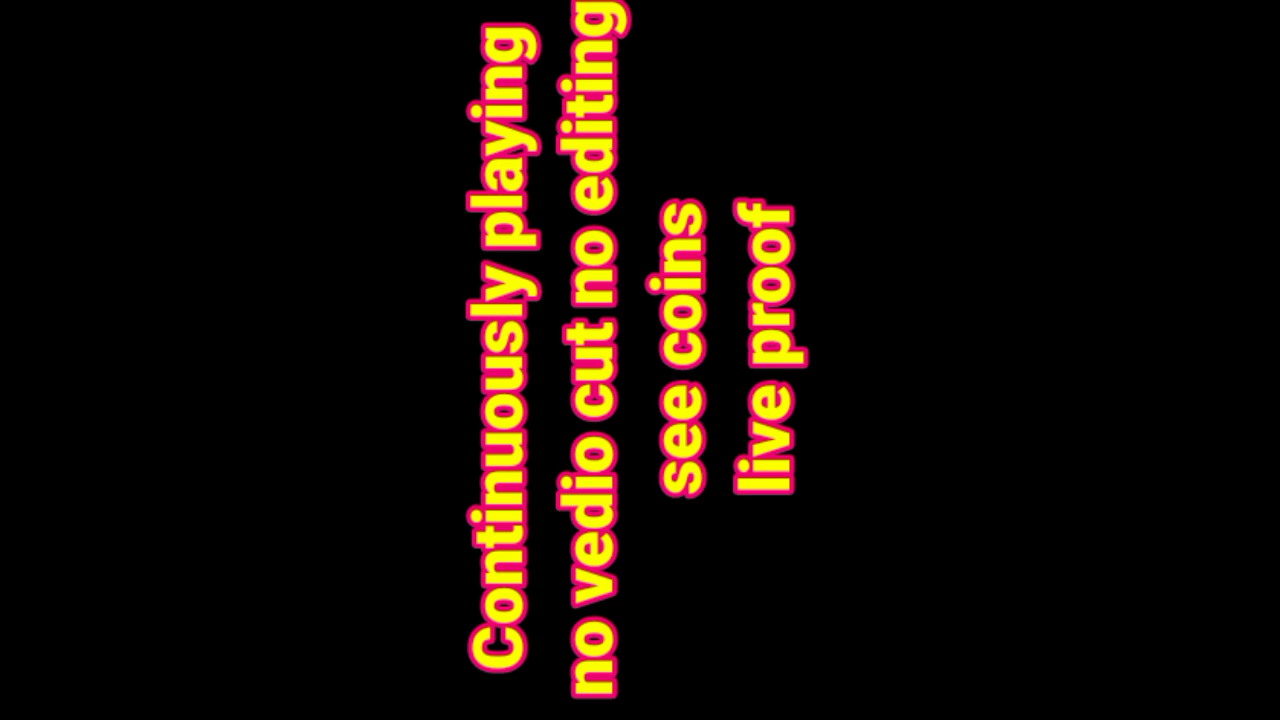 Continuously playing
no vedio cut no editing
see coins
live proof